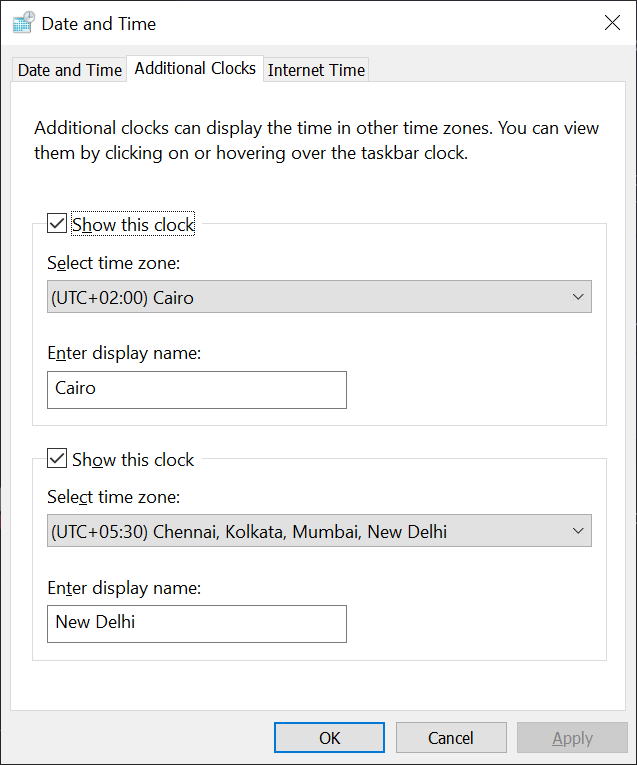 Date and Time
Date and Time Additional Clocks Internet Time
Additional clocks can display the time in other time zones. You can view
them by clicking on or hovering over the taskbar clock.
Show this clock
Select time zone:
(UTC+02:00) Cairo
Enter display name:
Cairo
Show this clock
Select time zone:
(UTC+05:30) Chennai, Kolkata, Mumbai, New Delhi
Enter display name:
New Delhi
OK Cancel Apply